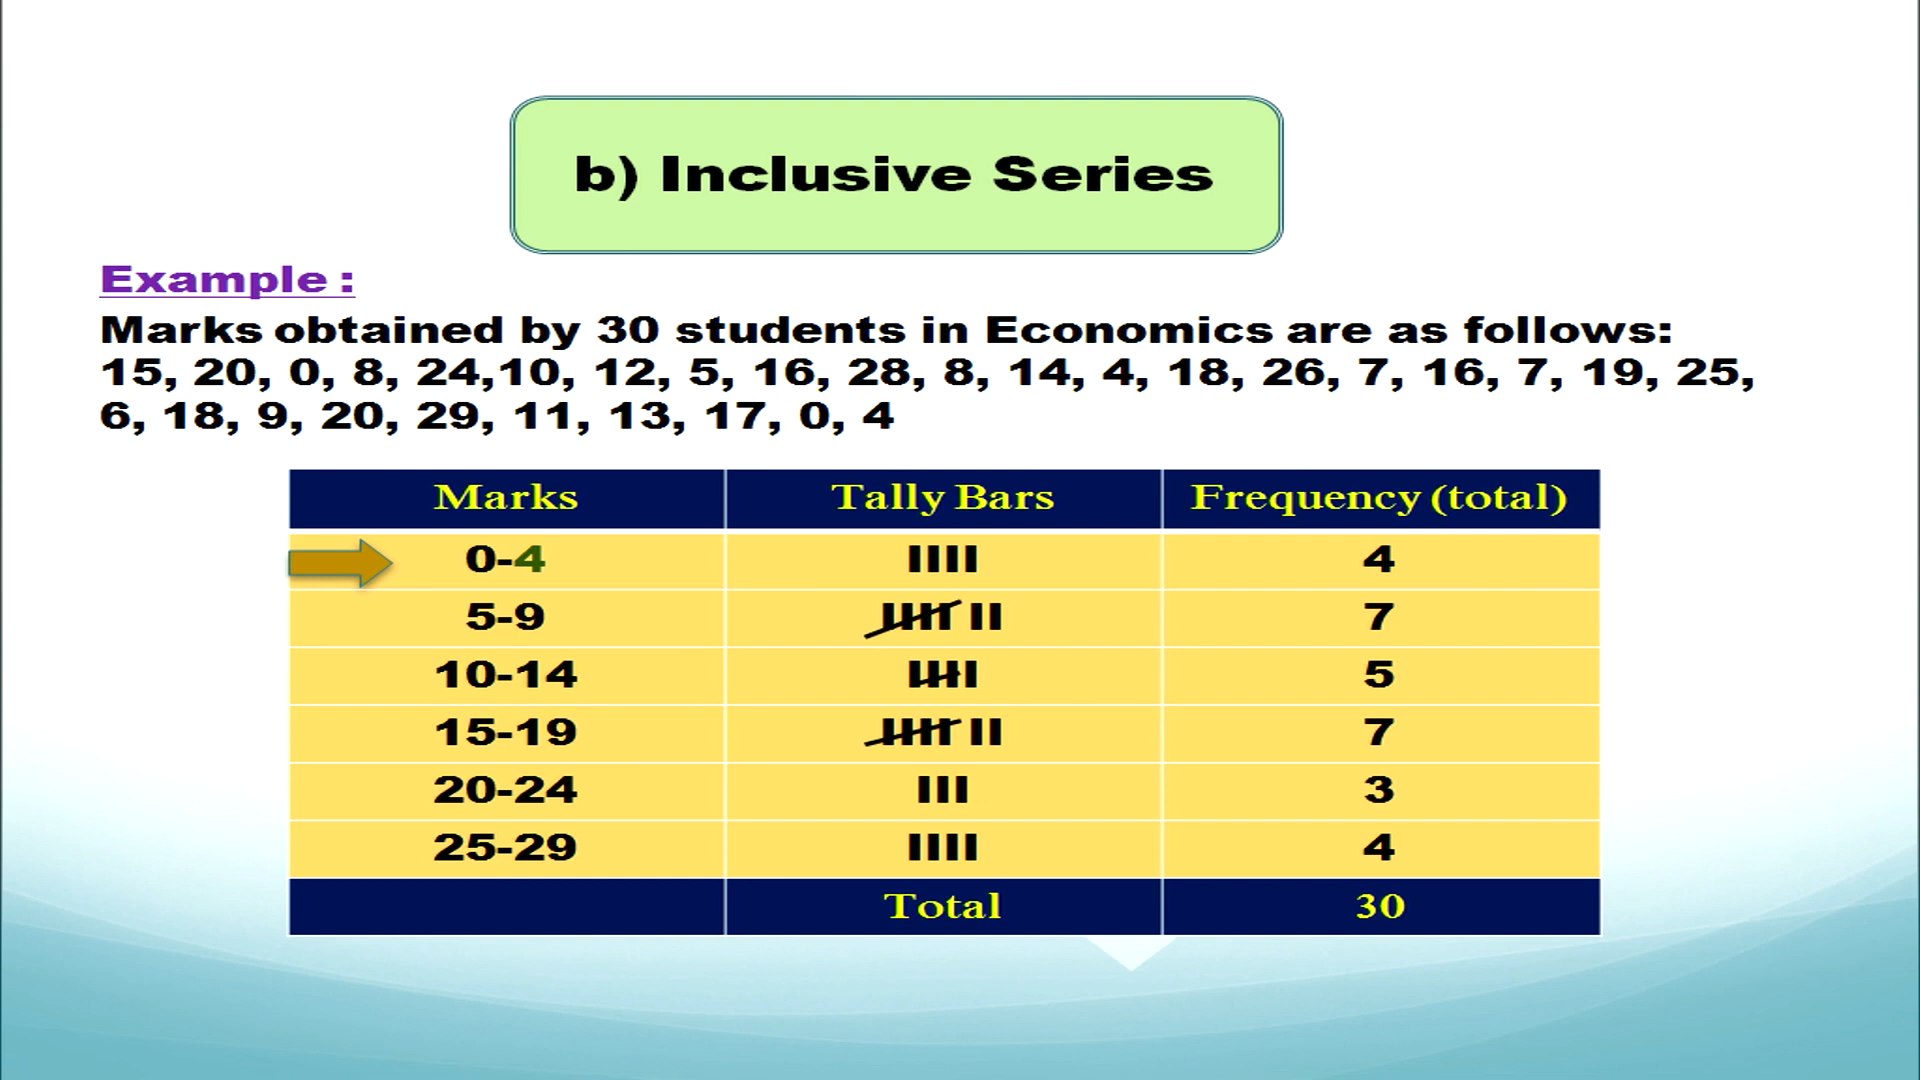 b) Inclusive Series
Example :
Marks obtained by 30 students in Economics are as follows:
15, 20, 0, 8, 24,10, 12, 5, 16, 28, 8, 14, 4, 18, 26, 7, 16, 7, 19, 25,
6, 18, 9, 20, 29, 11, 13, 17, 0, 4
Marks Tally Bars Frequency (total)
0-4 IIII 4
5-9 IIII II 7
10-14 IIII 5
15-19 IIII II 7
20-24 III 3
25-29 IIII 4
Total 30